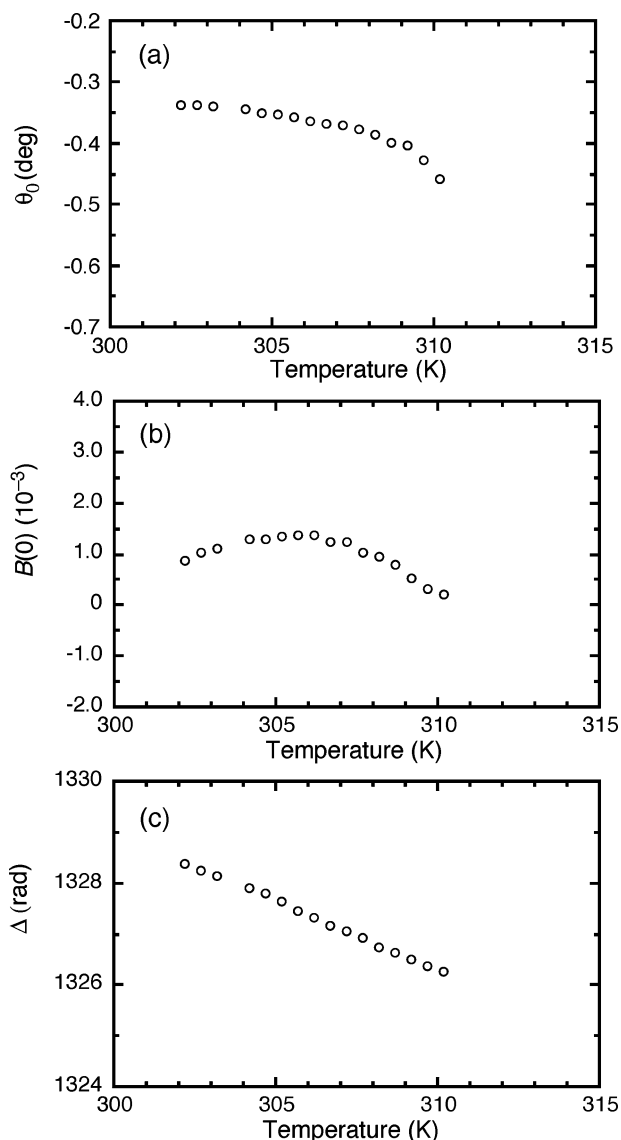 (a)
-0.2
-0.3
-0.4
-0.5
-0.6
-0.7
θ₀ (deg)
300 305 310 315
Temperature (K)
(b)
4.0
3.0
2.0
1.0
0
-1.0
-2.0
B(0) (10⁻³)
300 305 310 315
Temperature (K)
(c)
1330
1328
1326
1324
Δ (rad)
300 305 310 315
Temperature (K)